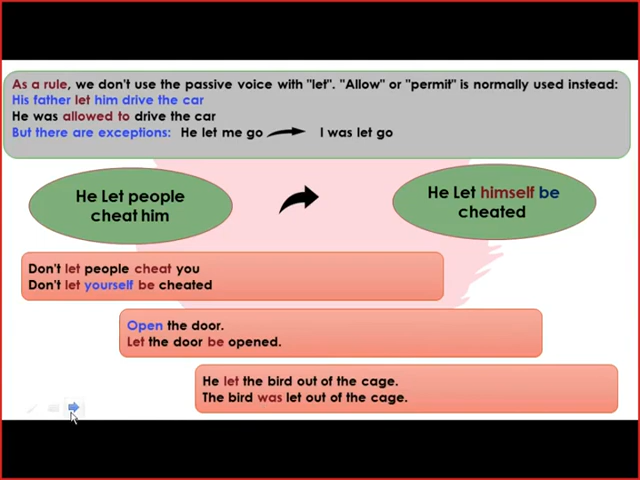 As a rule, we don't use the passive voice with "let". "Allow" or "permit" is normally used instead:
His father let him drive the car
He was allowed to drive the car
But there are exceptions: He let me go I was let go
He Let people
cheat him
He Let himself be
cheated
Don't let people cheat you
Don't let yourself be cheated
Open the door.
Let the door be opened.
He let the bird out of the cage.
The bird was let out of the cage.